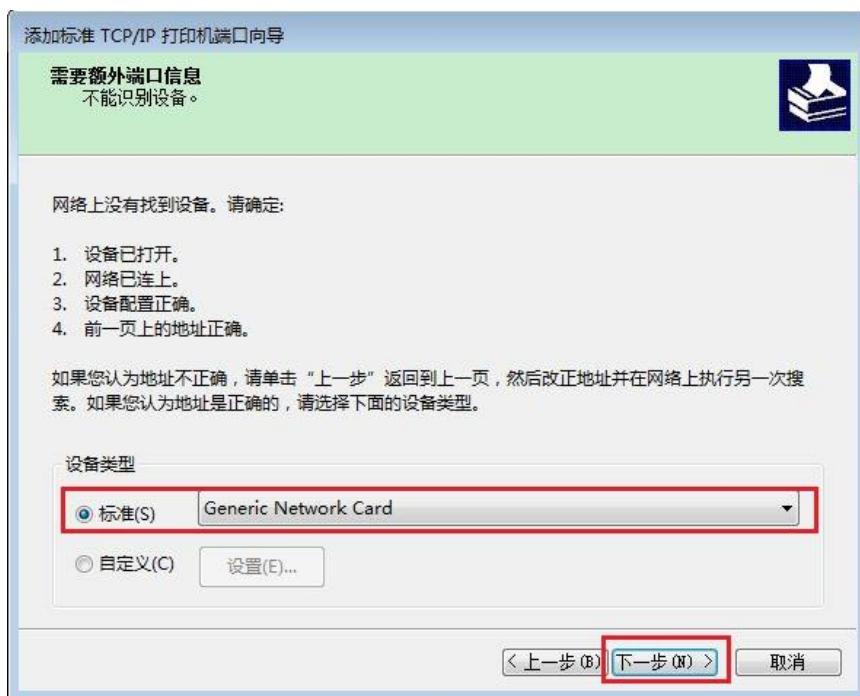 添加标准 TCP/IP 打印机端口向导
需要额外端口信息
不能识别设备。
网络上没有找到设备。请确定:
1. 设备已打开。
2. 网络已连上。
3. 设备配置正确。
4. 前一页上的地址正确。
如果您认为地址不正确，请单击“上一步”返回到上一页，然后改正地址并在网络上执行另一次搜
索。如果您认为地址是正确的，请选择下面的设备类型。
设备类型
标准(S) Generic Network Card
自定义(C) 设置(E)...
< 上一步(B) 下一步(N) > 取消